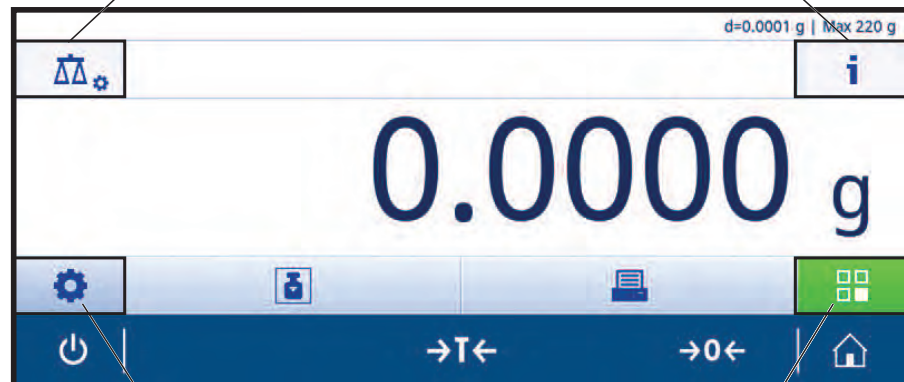 d=0.0001 g | Max 220 g
i
0.0000 g
→T← →0←